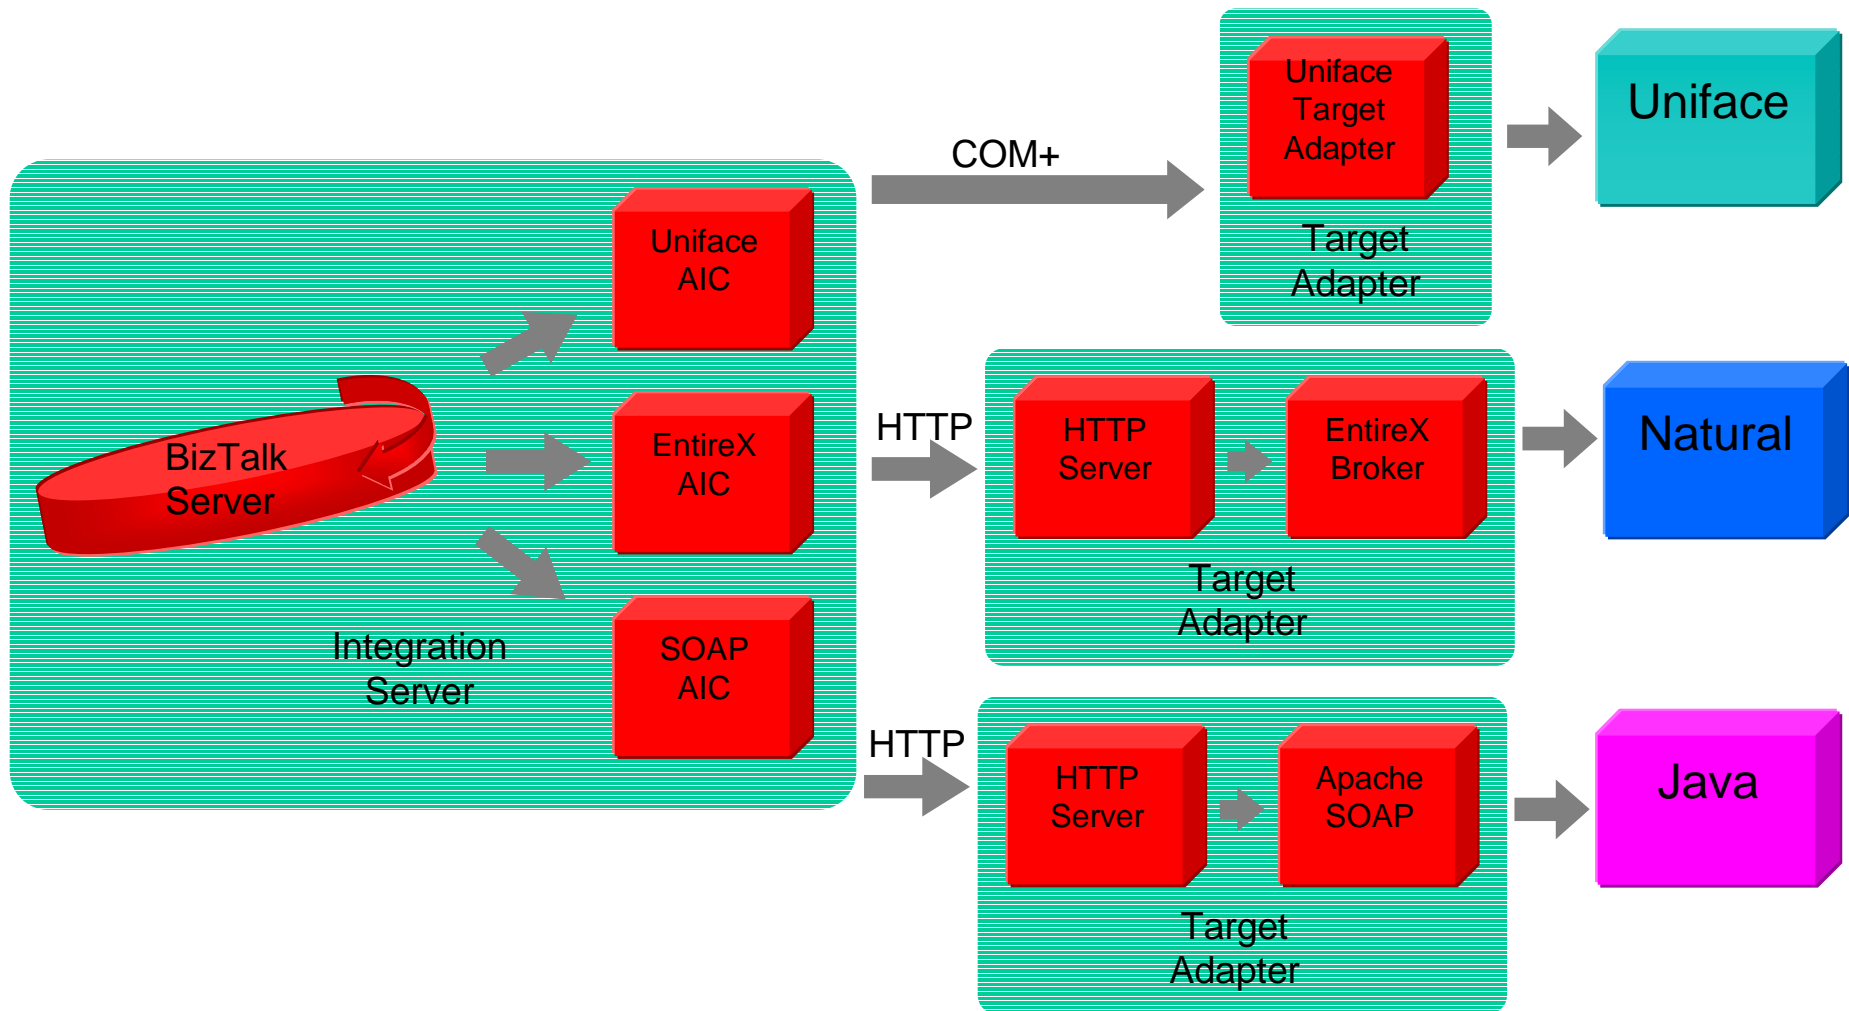 Uniface
Target
Adapter
Target
Adapter
Uniface
COM+
Uniface
AIC
BizTalk
Server
EntireX
AIC
Integration
Server
SOAP
AIC
HTTP
HTTP
Server
EntireX
Broker
Target
Adapter
Natural
HTTP
HTTP
Server
Apache
SOAP
Target
Adapter
Java